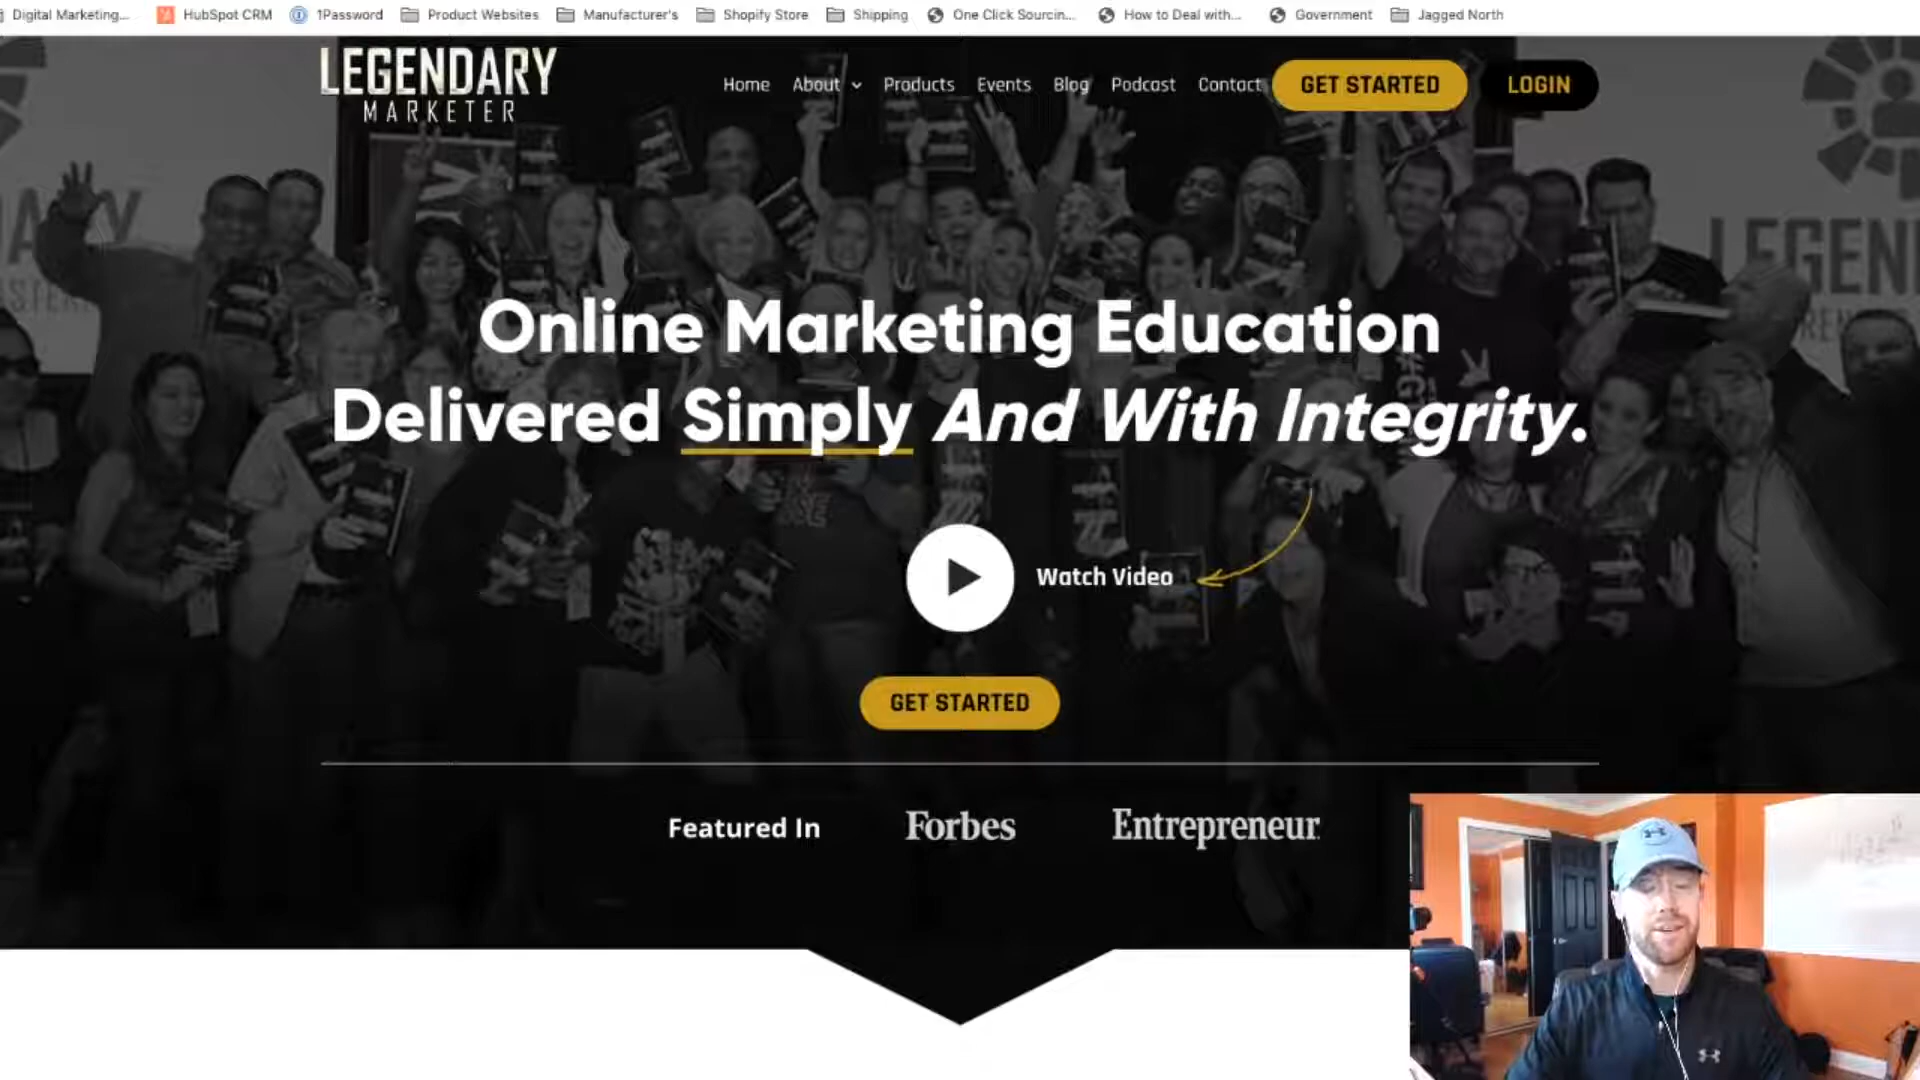 Digital Marketing... HubSpot CRM 1Password Product Websites Manufacturer's Shopify Store Shipping One Click Sourcin... How to Deal with... Government Jagged North
LEGENDARY
MARKETER
Home About Products Events Blog Podcast Contact GET STARTED LOGIN
Online Marketing Education
Delivered Simply And With Integrity.
Watch Video
GET STARTED
Featured In Forbes Entrepreneur